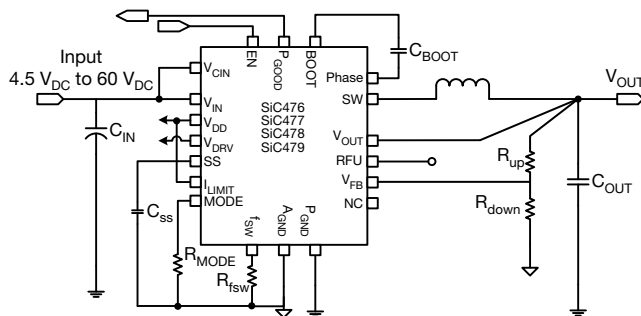 Input
4.5 VDC to 60 VDC
CIN
VCIN
VIN
VDD
VDRV
SS
ILIMIT
MODE
EN
PGOOD
BOOT
Phase
SW
VOUT
RFU
VFB
NC
fSW
AGND
PGND
SiC476
SiC477
SiC478
SiC479
CBOOT
VOUT
Rup
Rdown
COUT
Css
RMODE
Rfsw